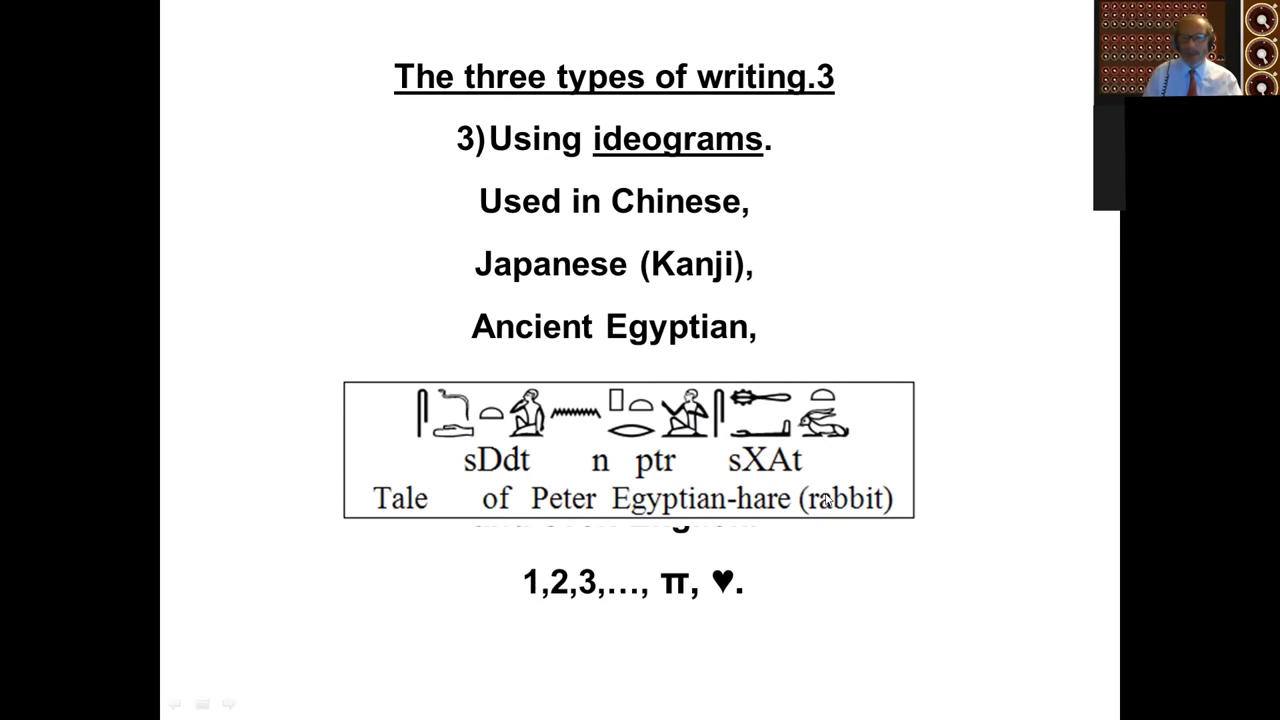 The three types of writing.3
3)Using ideograms.
Used in Chinese,
Japanese (Kanji),
Ancient Egyptian,
sDdt n ptr sXAt
Tale of Peter Egyptian-hare (rabbit)
1,2,3,…, π, ♥.